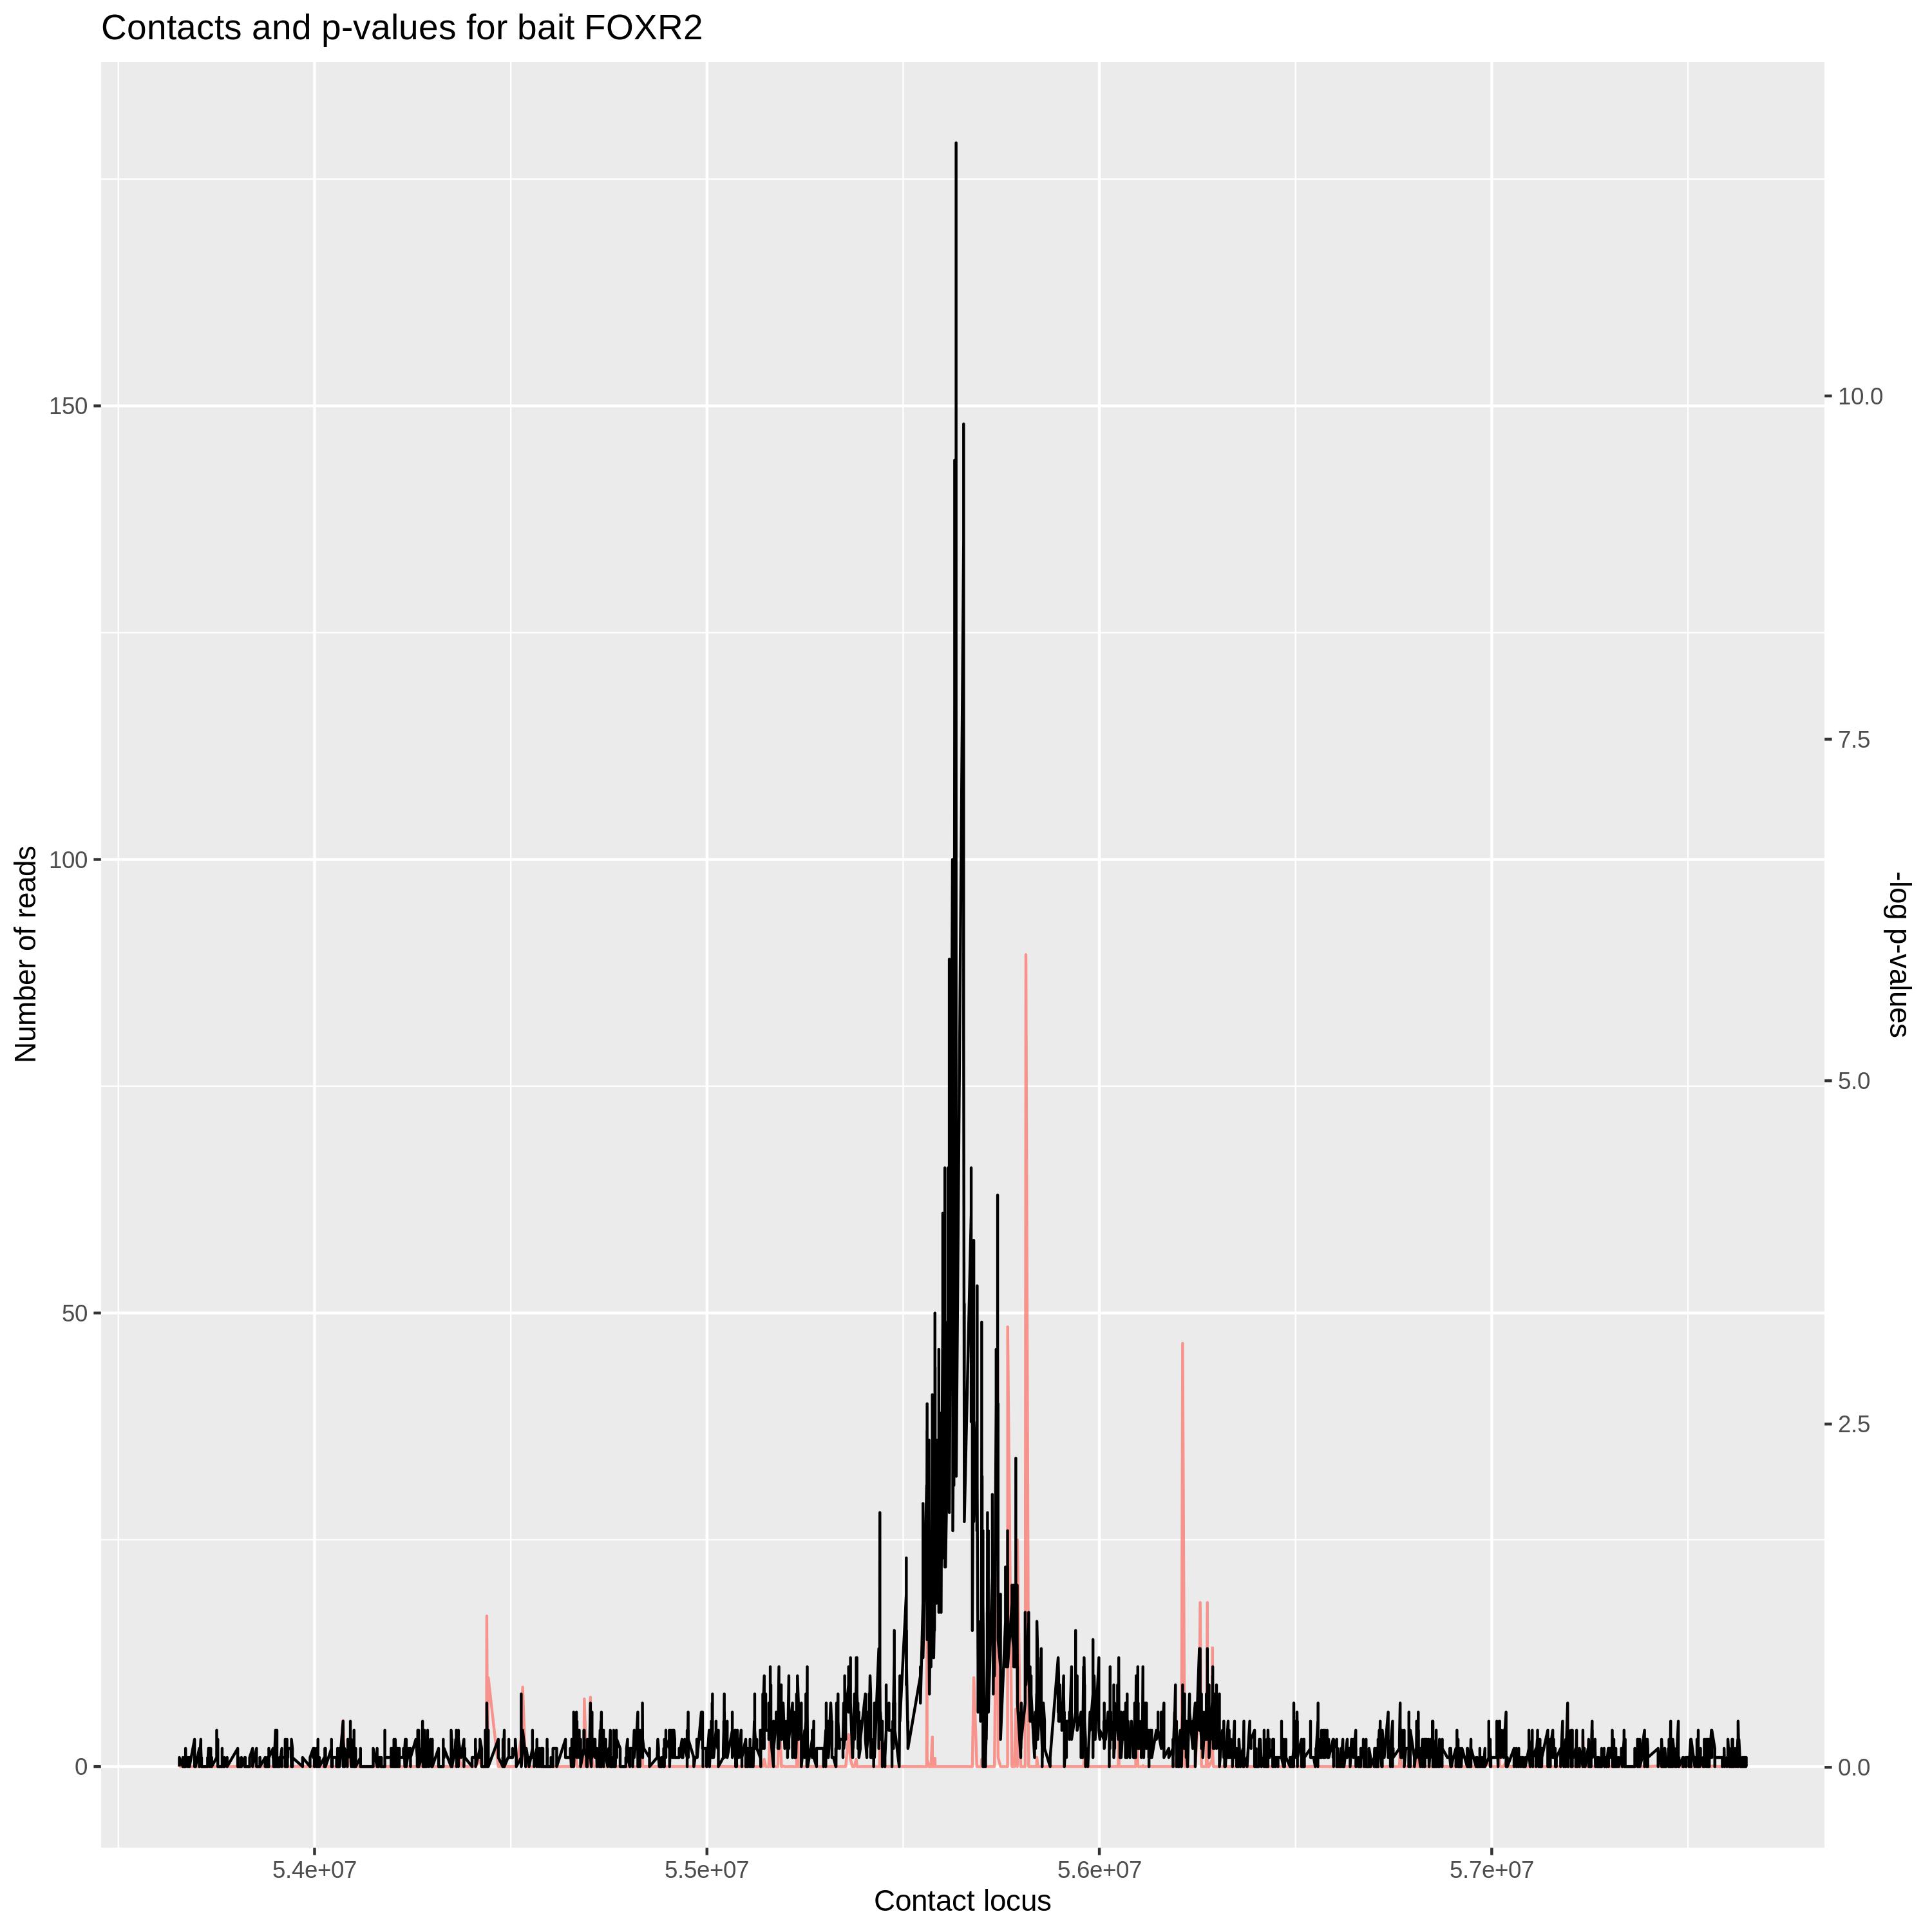 Contacts and p-values for bait FOXR2
Number of reads
150
100
50
0
10.0
7.5
5.0
2.5
0.0
-log p-values
5.4e+07
5.5e+07
5.6e+07
5.7e+07
Contact locus